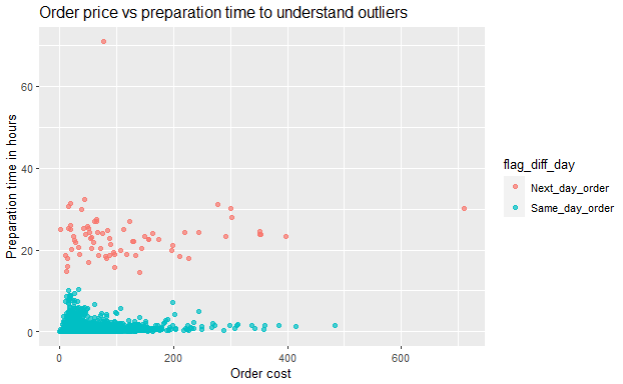 Order price vs preparation time to understand outliers
Preparation time in hours
60
40
20
0
0
200
400
600
Order cost
flag_diff_day
Next_day_order
Same_day_order